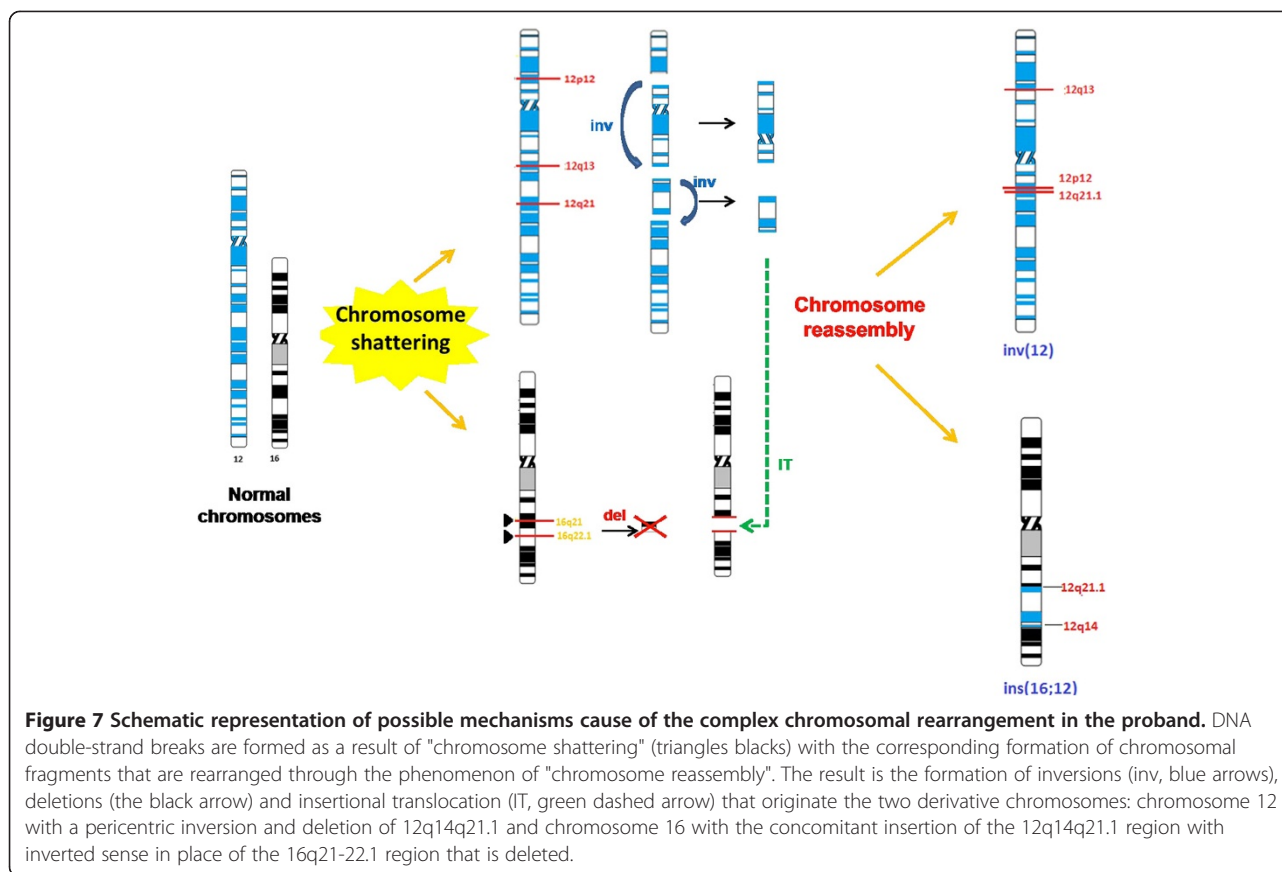 12p12
12q13
12q21
inv
inv
:12q13
12p12
12q21.1
inv(12)
Chromosome
shattering
Chromosome
reassembly
12
16
Normal
chromosomes
16q21
16q22.1
del
IT
12q21.1
12q14
ins(16;12)
Figure 7 Schematic representation of possible mechanisms cause of the complex chromosomal rearrangement in the proband. DNA
double-strand breaks are formed as a result of "chromosome shattering" (triangles blacks) with the corresponding formation of chromosomal
fragments that are rearranged through the phenomenon of "chromosome reassembly". The result is the formation of inversions (inv, blue arrows),
deletions (the black arrow) and insertional translocation (IT, green dashed arrow) that originate the two derivative chromosomes: chromosome 12
with a pericentric inversion and deletion of 12q14q21.1 and chromosome 16 with the concomitant insertion of the 12q14q21.1 region with
inverted sense in place of the 16q21-22.1 region that is deleted.